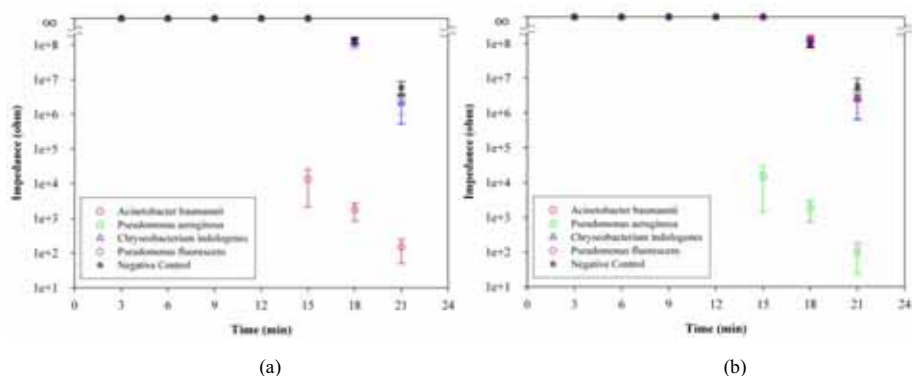 ∞
1e+8
1e+7
1e+6
1e+5
1e+4
1e+3
1e+2
1e+1
Impedance (ohm)
Acinetobacter baumannii
Pseudomonas aeruginosa
Chryseobacterium indologenes
Pseudomonas fluorescens
Negative Control
0 3 6 9 12 15 18 21 24
Time (min)
(a)
∞
1e+8
1e+7
1e+6
1e+5
1e+4
1e+3
1e+2
1e+1
Impedance (ohm)
Acinetobacter baumannii
Pseudomonas aeruginosa
Chryseobacterium indologenes
Pseudomonas fluorescens
Negative Control
0 3 6 9 12 15 18 21 24
Time (min)
(b)